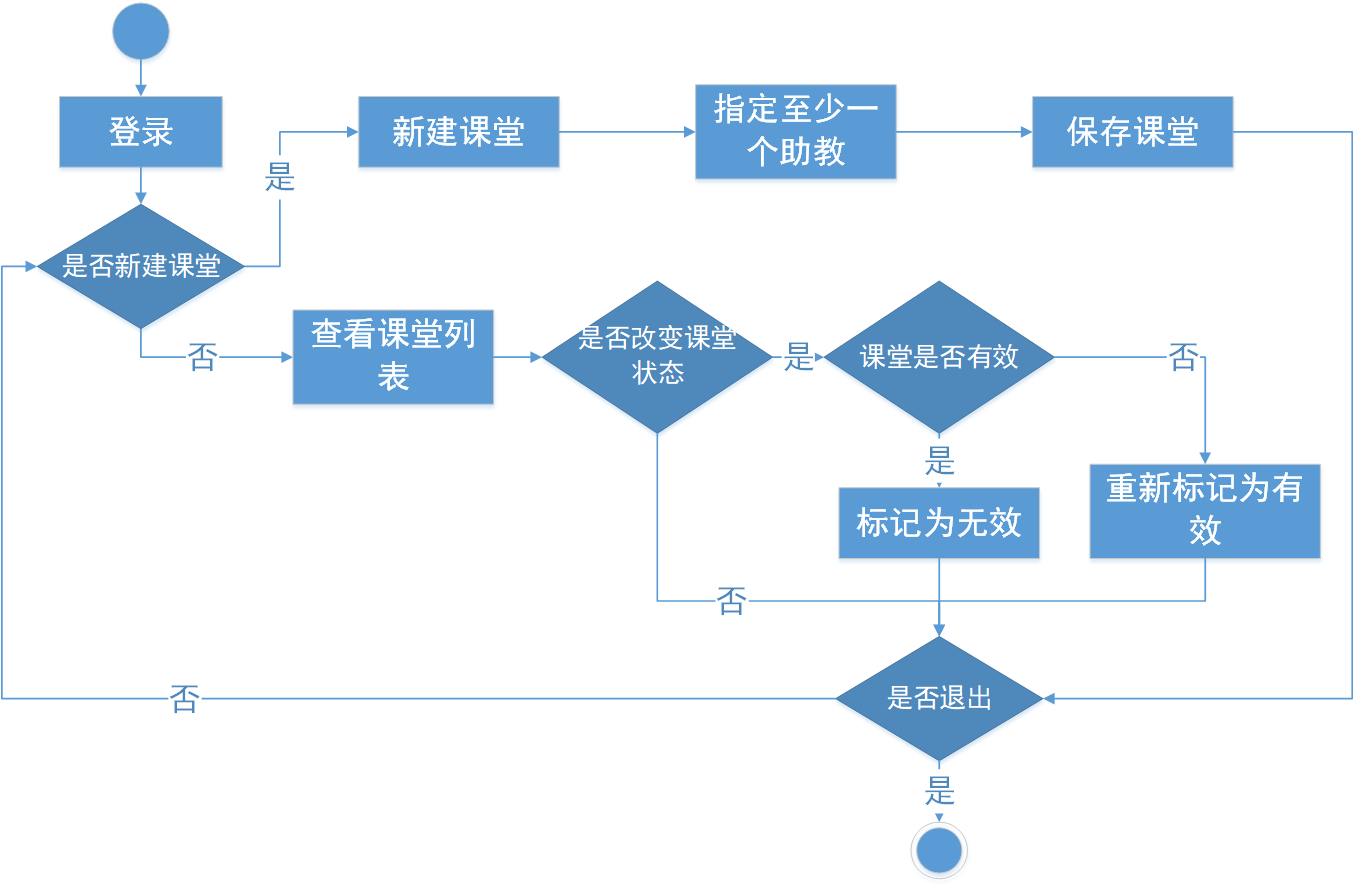 登录
新建课堂
指定至少一
个助教
保存课堂
是
是否新建课堂
否
查看课堂列
表
是否改变课堂
状态
是
课堂是否有效
否
是
标记为无效
重新标记为有
效
否
是否退出
否
是